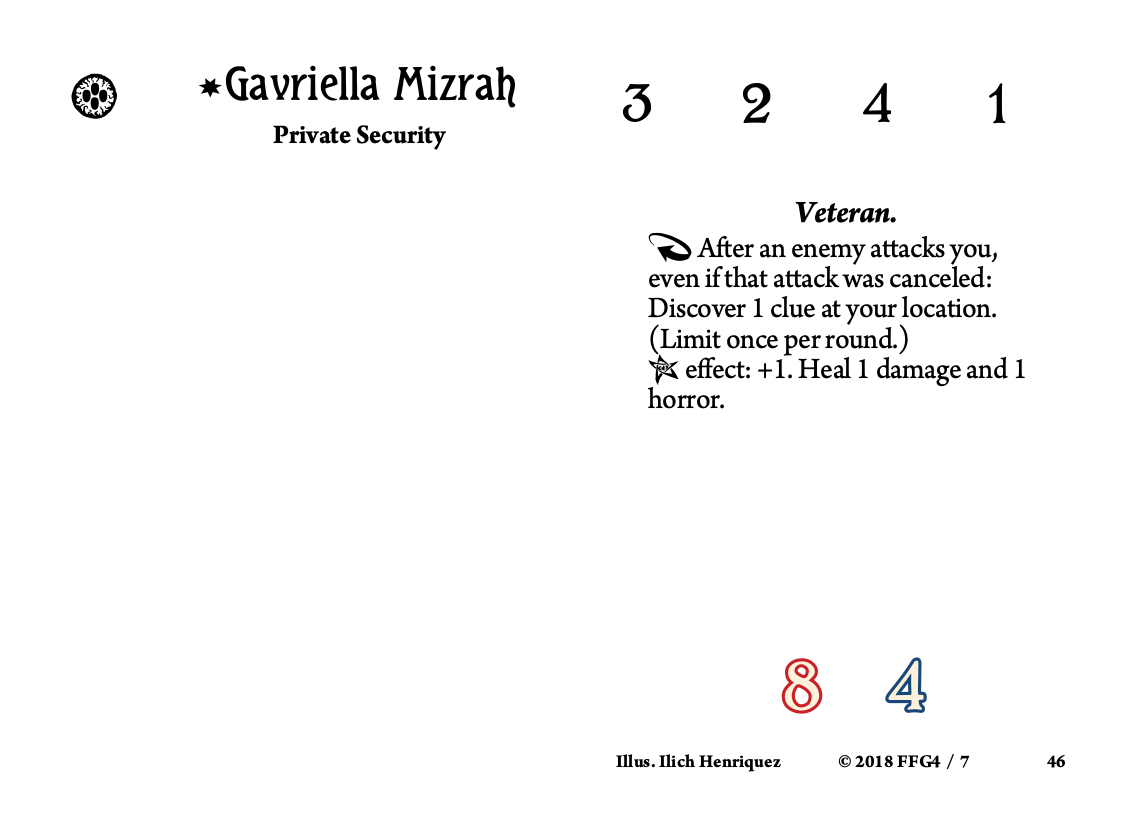 Gavriella Mizrah
Private Security
3 2 4 1
Veteran.
After an enemy attacks you,
even if that attack was canceled:
Discover 1 clue at your location.
(Limit once per round.)
effect: +1. Heal 1 damage and 1
horror.
8 4
Illus. Ilich Henriquez © 2018 FFG4 / 7 46